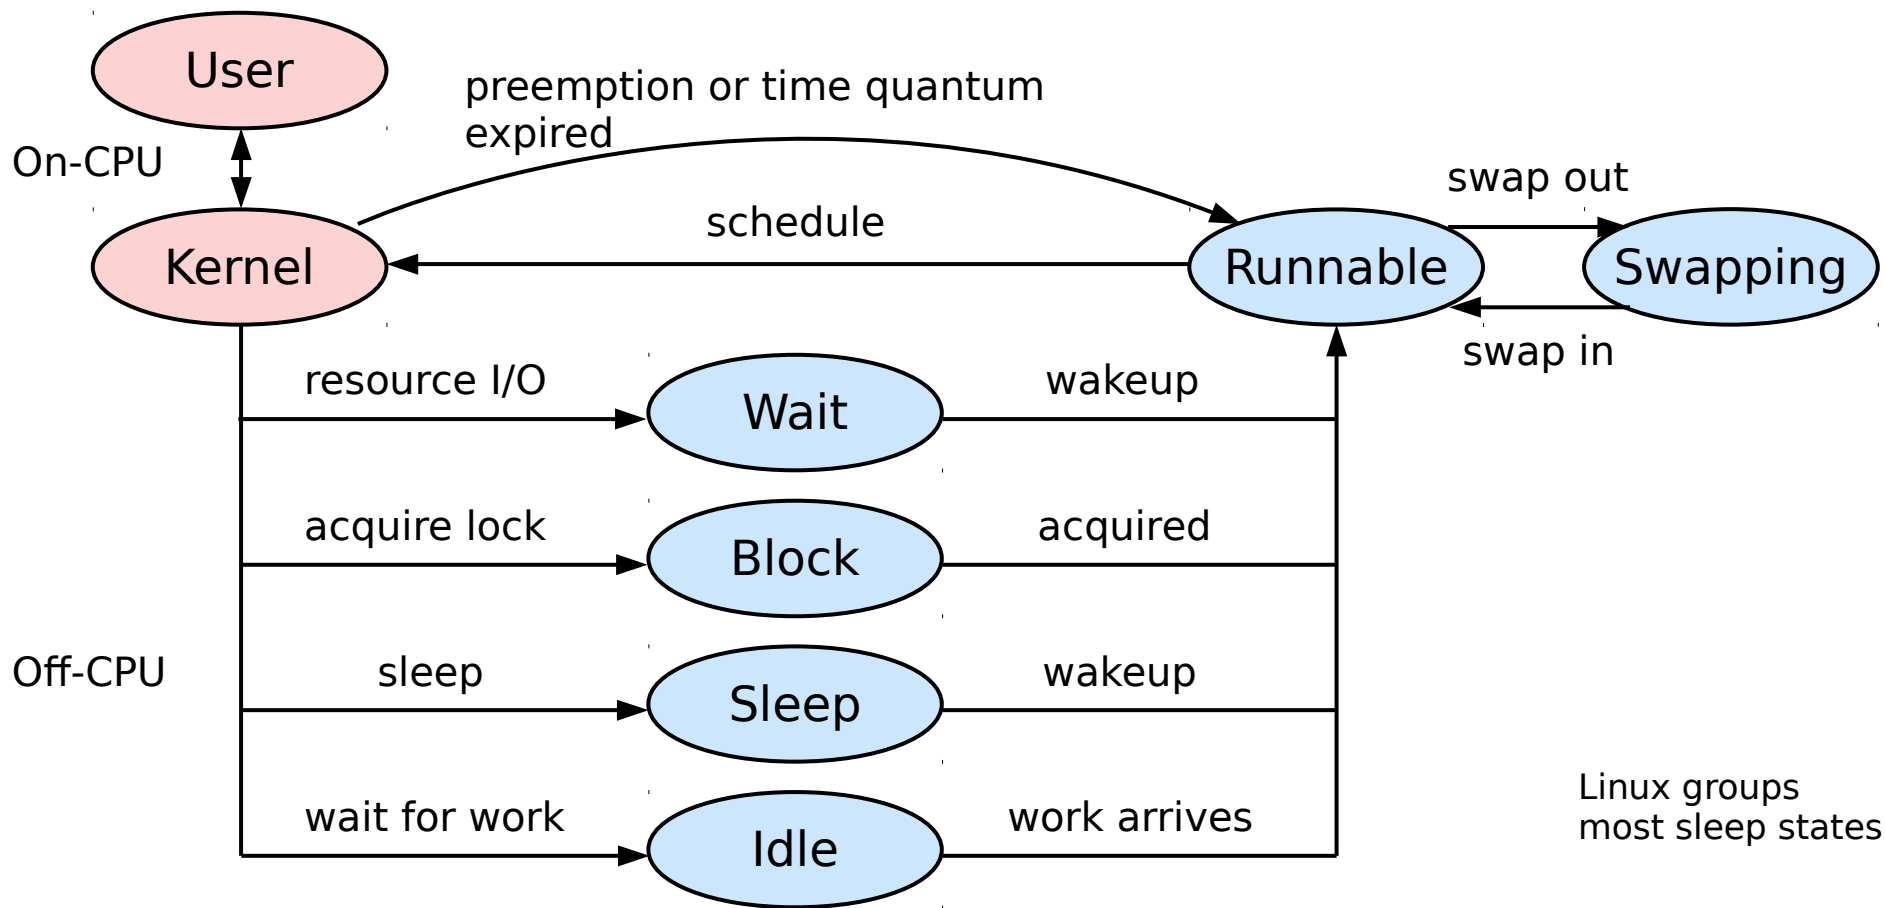 User
preemption or time quantum
expired
On-CPU
swap out
schedule
Kernel
Runnable
Swapping
swap in
resource I/O
Wait
wakeup
acquire lock
Block
acquired
Off-CPU
sleep
Sleep
wakeup
wait for work
Idle
work arrives
Linux groups
most sleep states